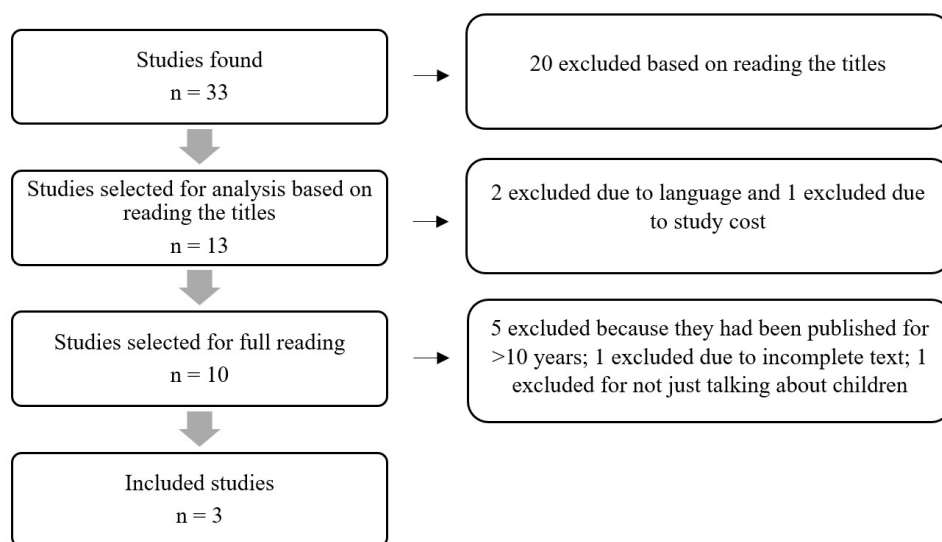 Studies found
n = 33
20 excluded based on reading the titles
Studies selected for analysis based on
reading the titles
n = 13
2 excluded due to language and 1 excluded due
to study cost
Studies selected for full reading
n = 10
5 excluded because they had been published for
>10 years; 1 excluded due to incomplete text; 1
excluded for not just talking about children
Included studies
n = 3